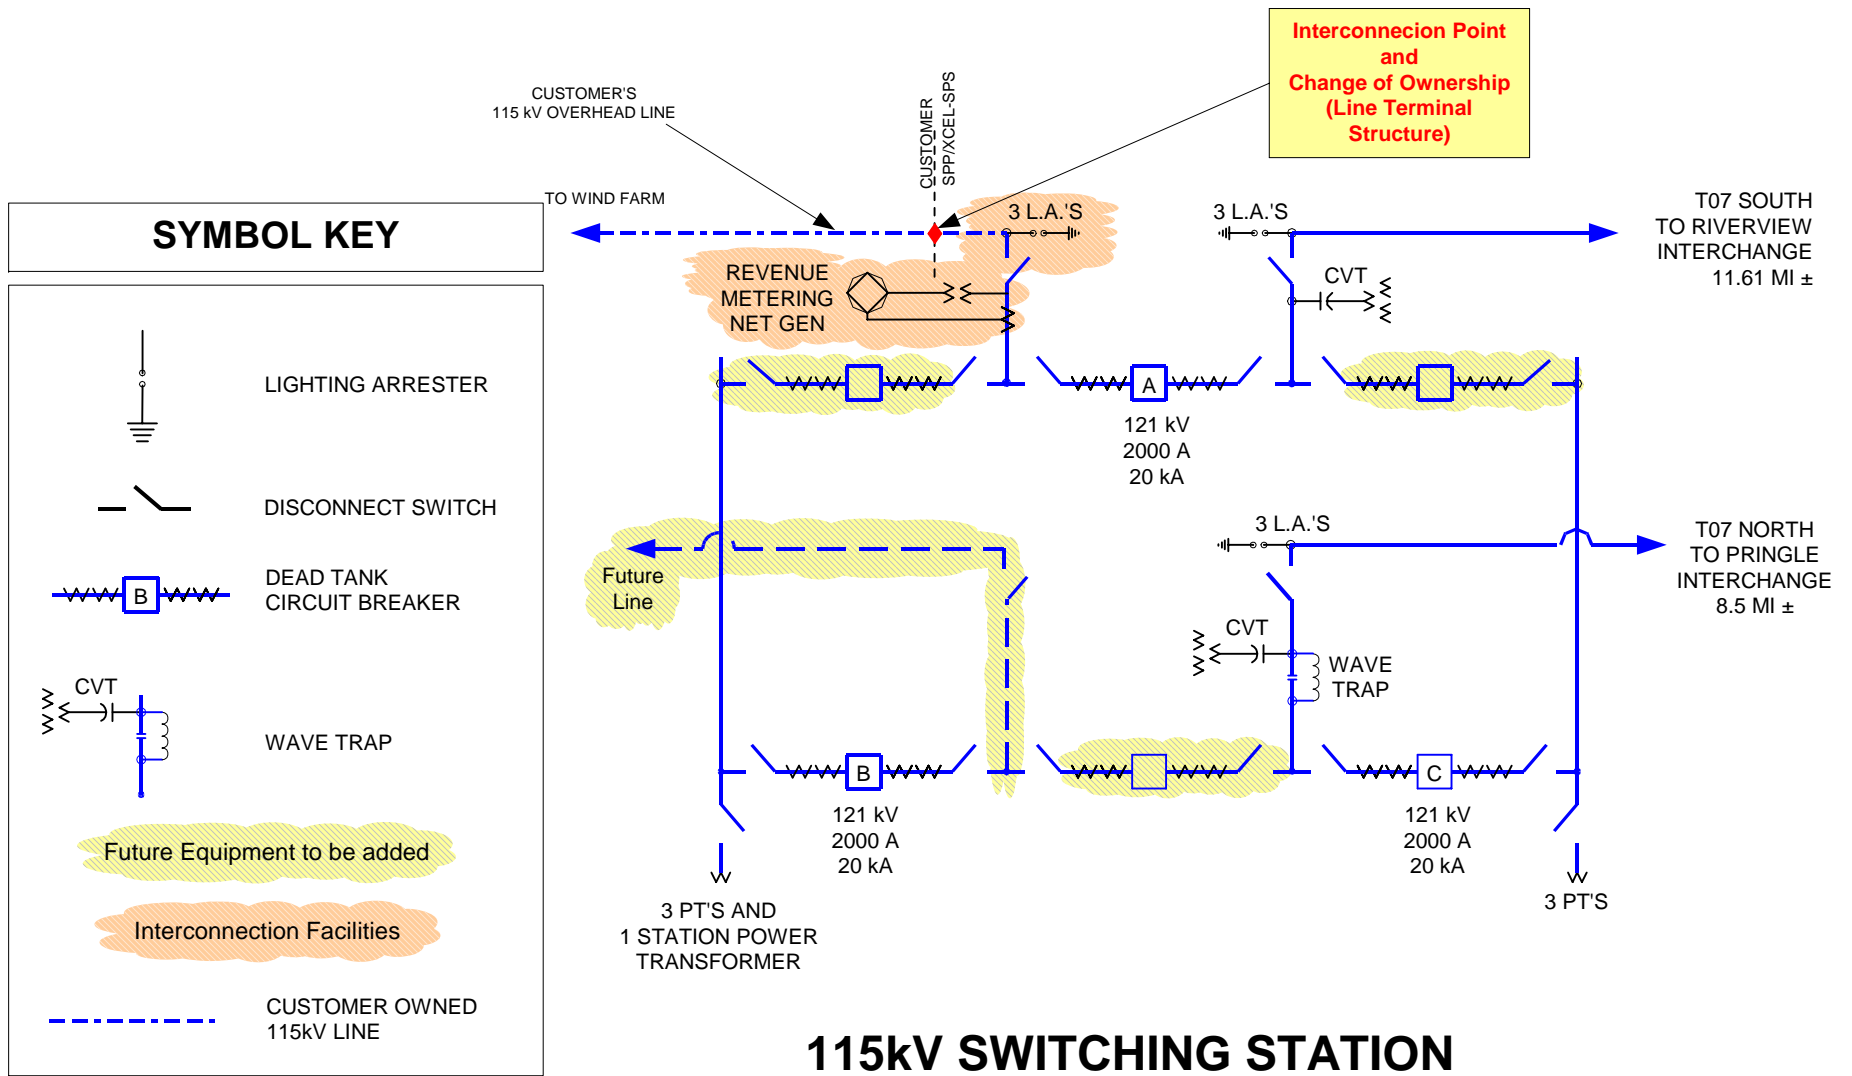 Interconnecion Point
and
Change of Ownership
(Line Terminal
Structure)
CUSTOMER'S
115 kV OVERHEAD LINE
CUSTOMER
SPP/XCEL-SPS
TO WIND FARM
3 L.A.'S
3 L.A.'S
T07 SOUTH
TO RIVERVIEW
INTERCHANGE
11.61 MI ±
SYMBOL KEY
REVENUE
METERING
NET GEN
CVT
LIGHTING ARRESTER
A
121 kV
2000 A
20 kA
DISCONNECT SWITCH
3 L.A.'S
T07 NORTH
TO PRINGLE
INTERCHANGE
8.5 MI ±
Future
Line
B
DEAD TANK
CIRCUIT BREAKER
CVT
WAVE
TRAP
CVT
WAVE TRAP
B
121 kV
2000 A
20 kA
C
121 kV
2000 A
20 kA
Future Equipment to be added
3 PT'S AND
1 STATION POWER
TRANSFORMER
3 PT'S
Interconnection Facilities
CUSTOMER OWNED
115kV LINE
115kV SWITCHING STATION